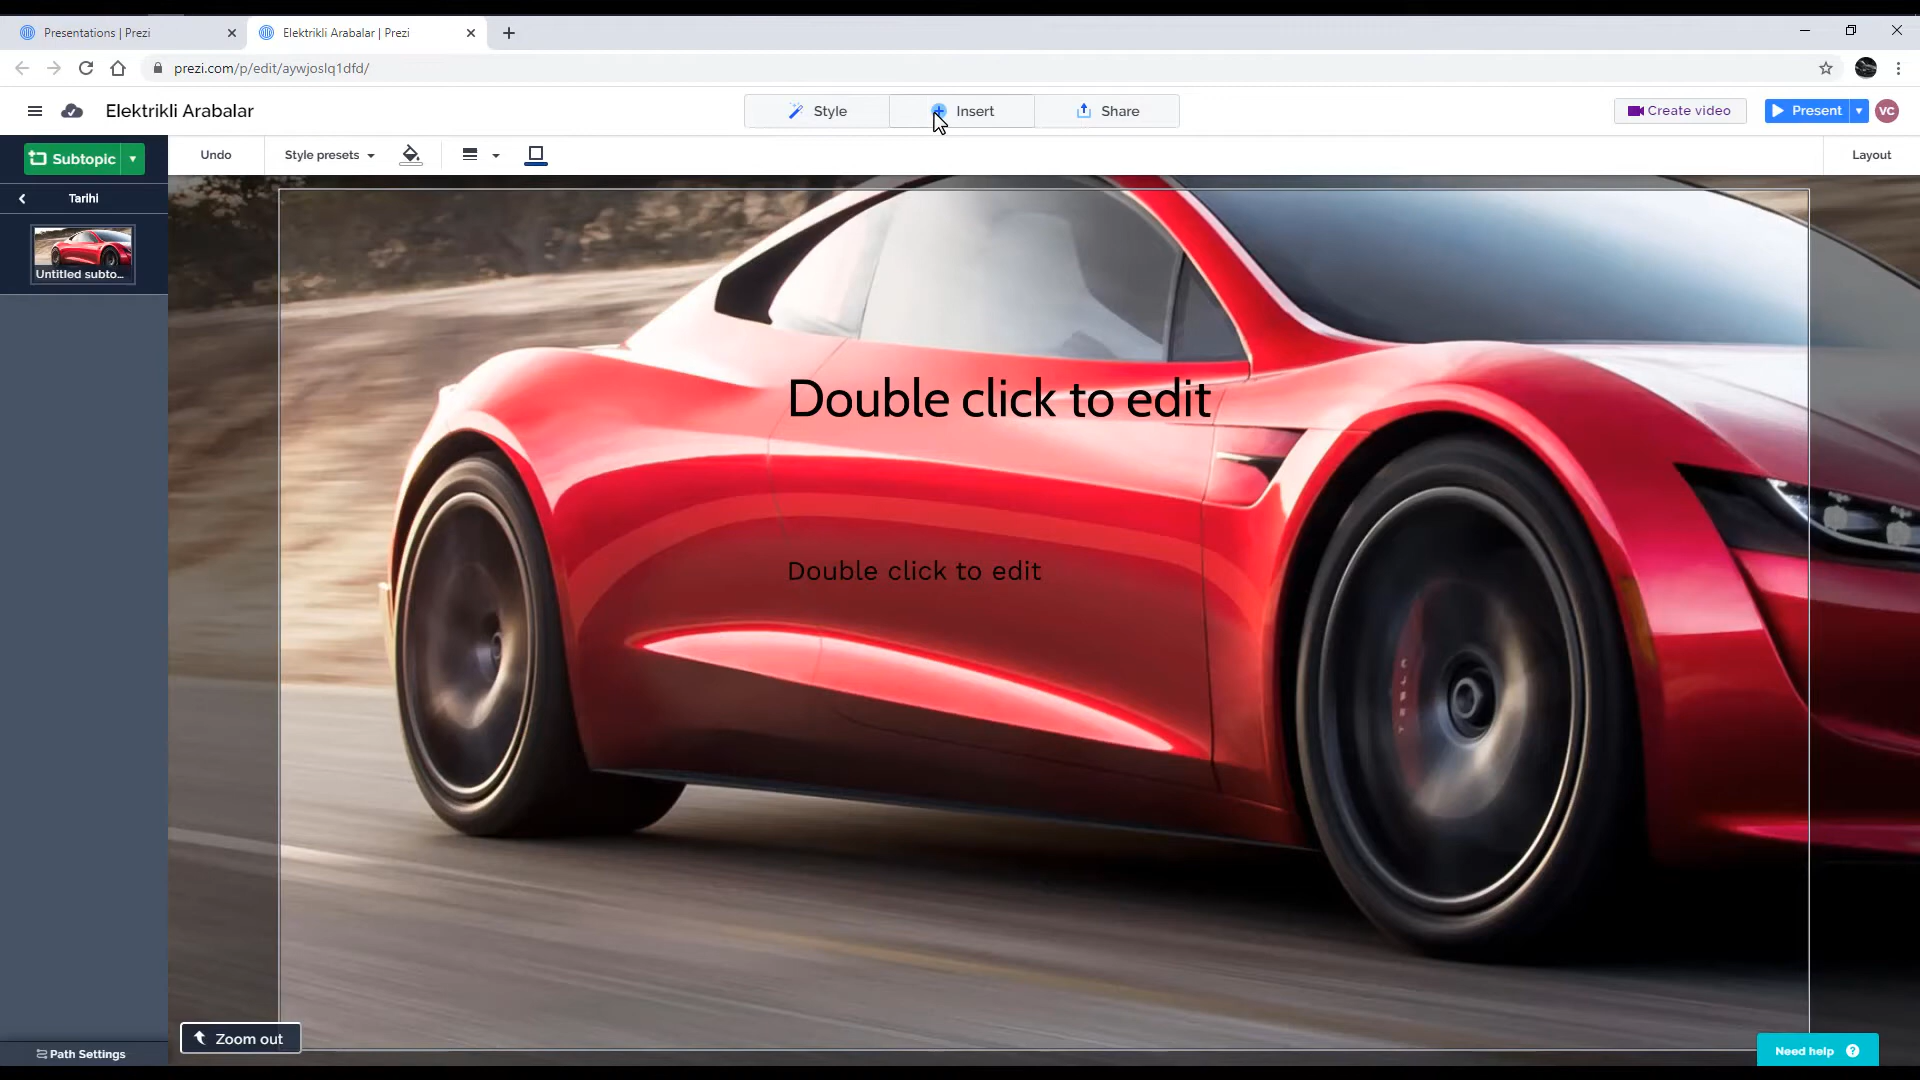 Presentations | Prezi
Elektrikli Arabalar | Prezi
prezi.com/p/edit/aywjoslq1dfd/
Elektrikli Arabalar
Style
Insert
Share
Create video
Present
VC
Subtopic
Undo
Style presets
Layout
Tarihi
Untitled subto...
Double click to edit
Double click to edit
TESLA
Zoom out
Path Settings
Need help ?